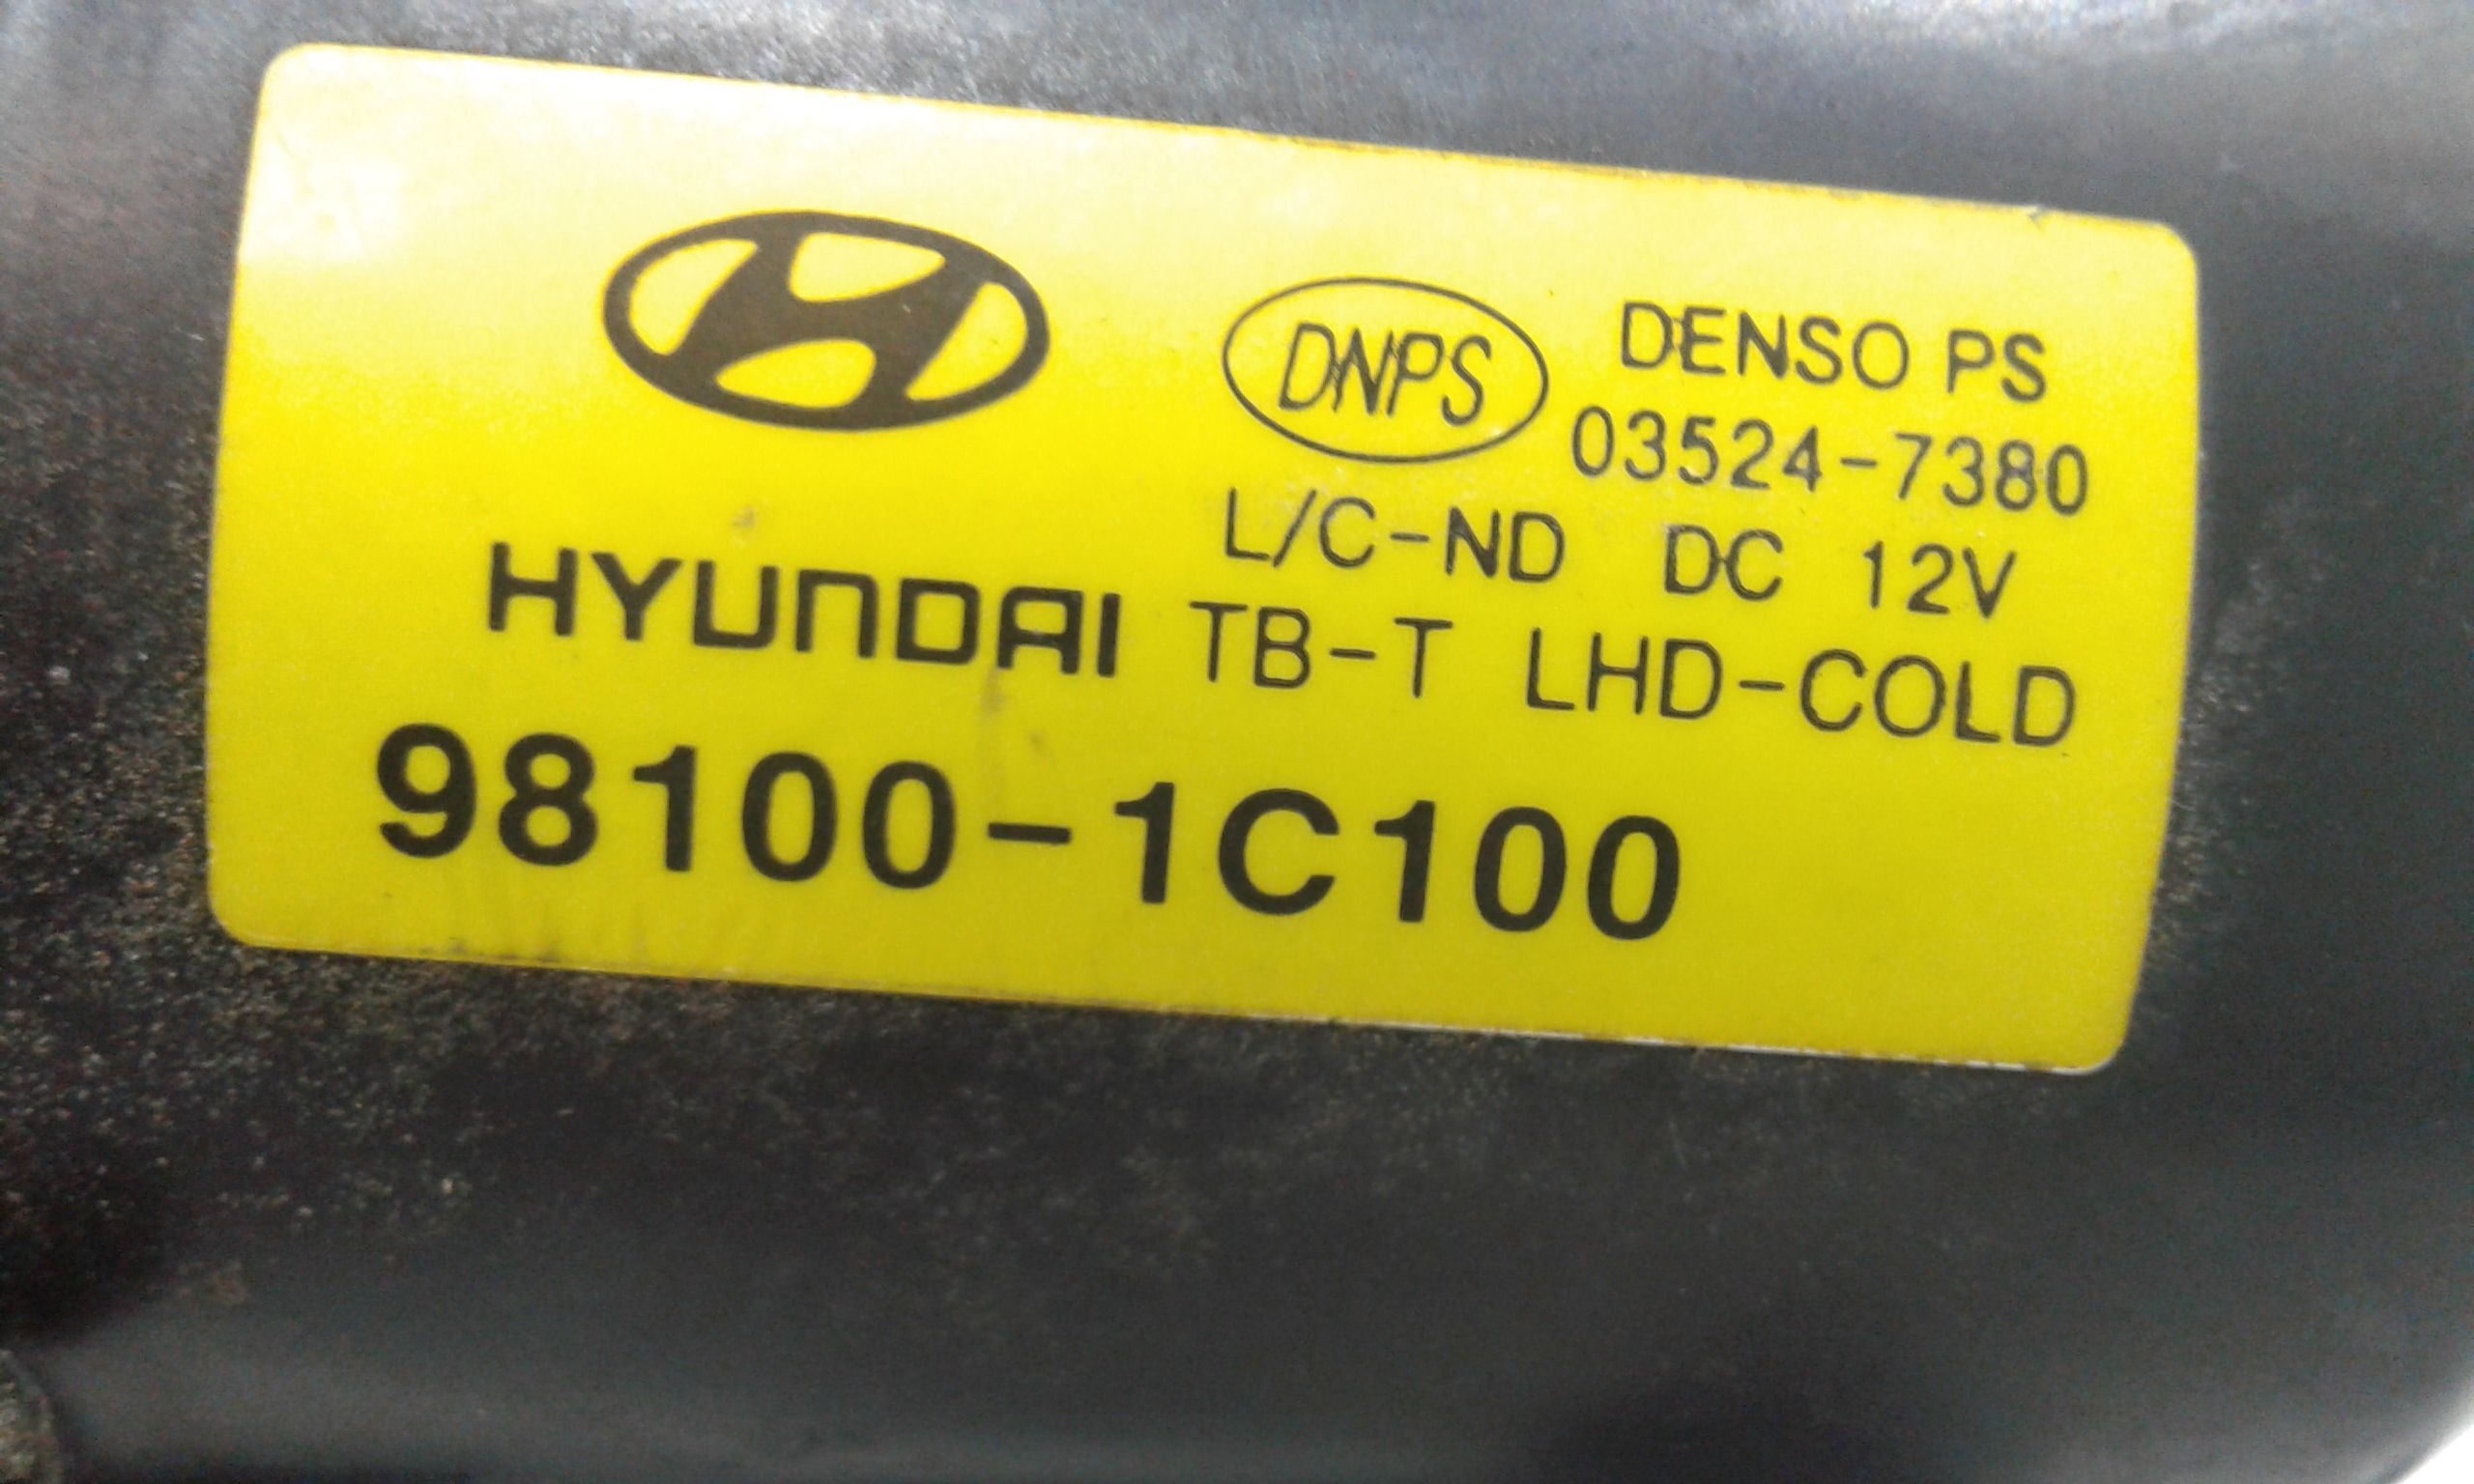 DNPS
DENSO PS
03524-7380
L/C-ND DC 12V
HYUNDAI TB-T LHD-COLD
98100-1C100